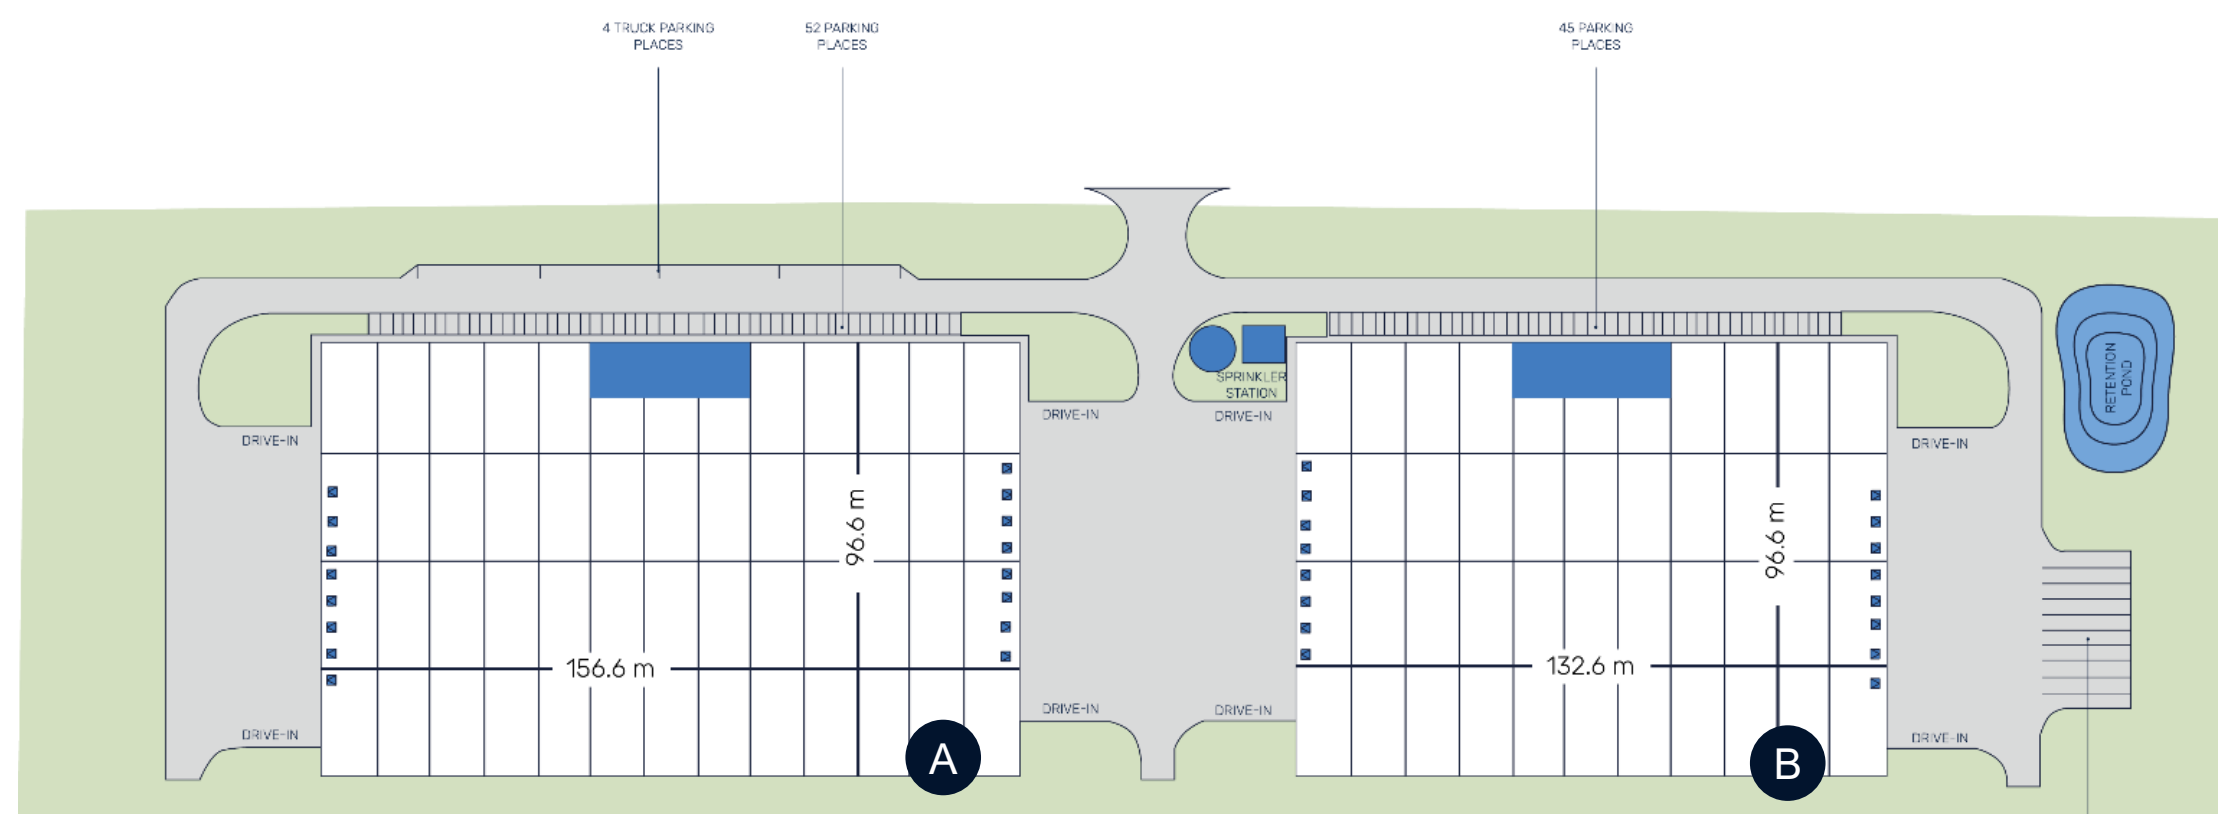 4 TRUCK PARKING
PLACES
52 PARKING
PLACES
45 PARKING
PLACES
RETENTION
POND
SPRINKLER
STATION
DRIVE-IN
DRIVE-IN
DRIVE-IN
DRIVE-IN
96.6 m
96.6 m
156.6 m
132.6 m
DRIVE-IN
DRIVE-IN
DRIVE-IN
DRIVE-IN
A
B